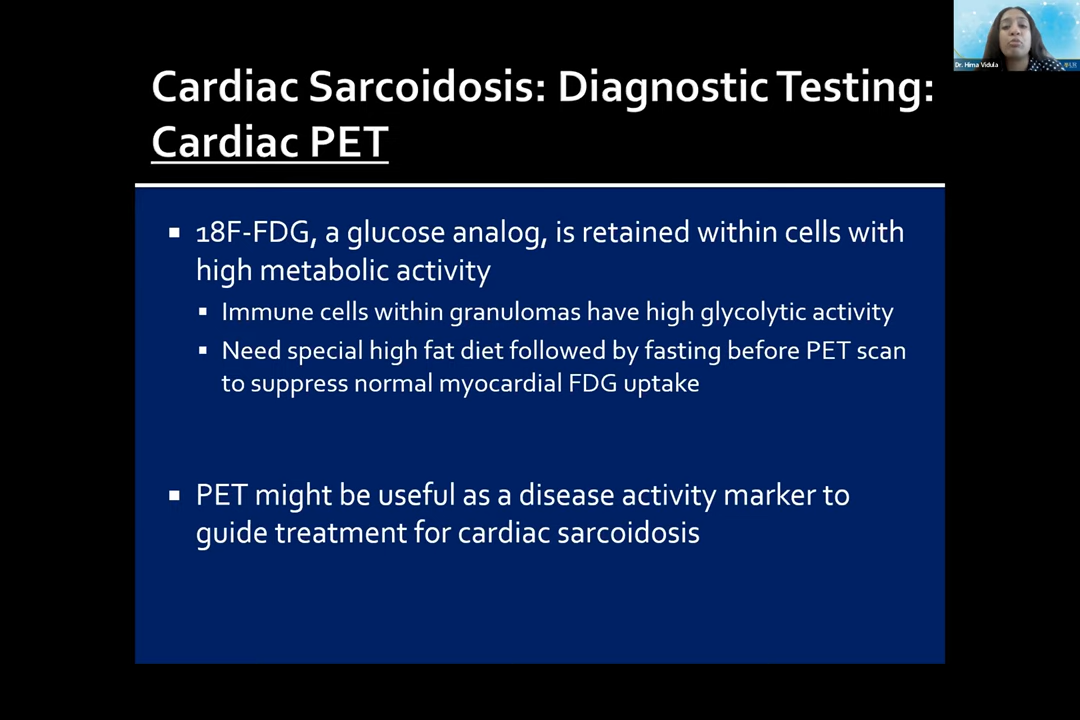 Cardiac Sarcoidosis: Diagnostic Testing:
Cardiac PET
Dr. Hima Vidula
▪ 18F-FDG, a glucose analog, is retained within cells with
high metabolic activity
▪ Immune cells within granulomas have high glycolytic activity
▪ Need special high fat diet followed by fasting before PET scan
to suppress normal myocardial FDG uptake
▪ PET might be useful as a disease activity marker to
guide treatment for cardiac sarcoidosis